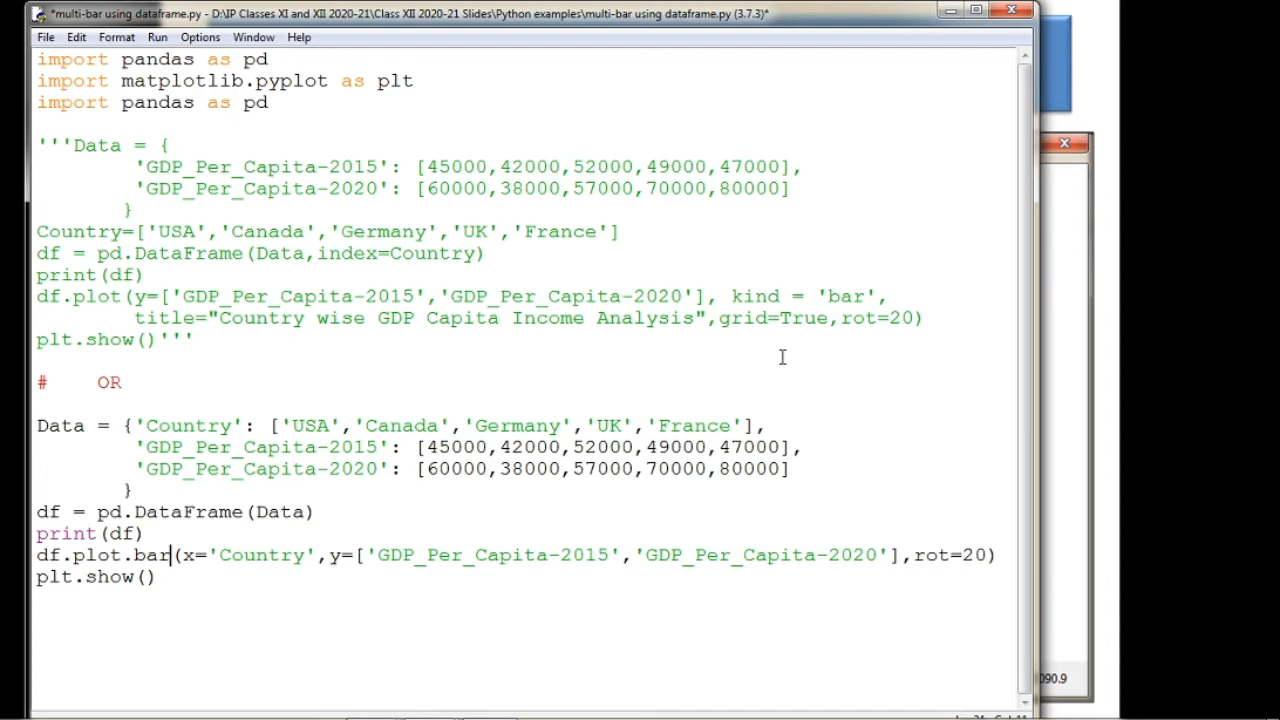 *multi-bar using dataframe.py - D:\IP Classes XI and XII 2020-21\Class XII 2020-21 Slides\Python examples\multi-bar using dataframe.py (3.7.3)*
File Edit Format Run Options Window Help
import pandas as pd
import matplotlib.pyplot as plt
import pandas as pd
'''Data = {
'GDP_Per_Capita-2015': [45000,42000,52000,49000,47000],
'GDP_Per_Capita-2020': [60000,38000,57000,70000,80000]
}
Country=['USA','Canada','Germany','UK','France']
df = pd.DataFrame(Data,index=Country)
print(df)
df.plot(y=['GDP_Per_Capita-2015','GDP_Per_Capita-2020'], kind = 'bar',
title="Country wise GDP Capita Income Analysis",grid=True,rot=20)
plt.show()'''
# OR
Data = {'Country': ['USA','Canada','Germany','UK','France'],
'GDP_Per_Capita-2015': [45000,42000,52000,49000,47000],
'GDP_Per_Capita-2020': [60000,38000,57000,70000,80000]
}
df = pd.DataFrame(Data)
print(df)
df.plot.bar(x='Country',y=['GDP_Per_Capita-2015','GDP_Per_Capita-2020'],rot=20)
plt.show()
090.9